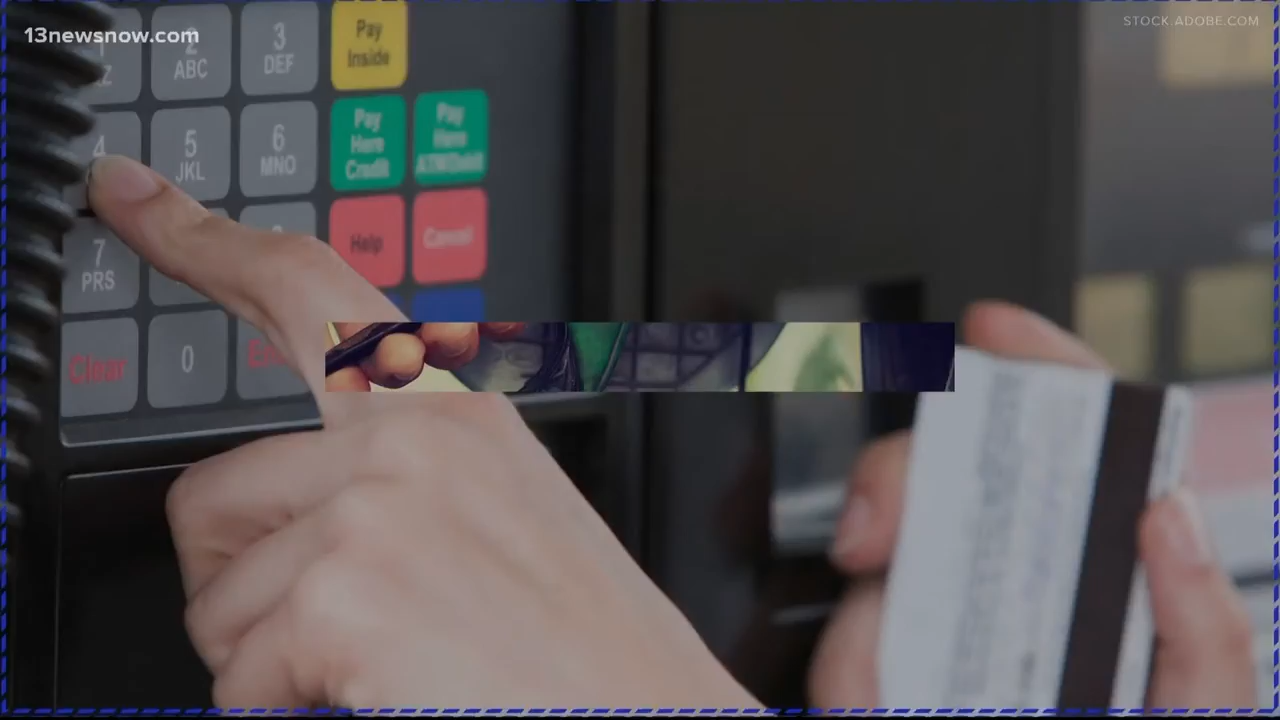 13newsnow.com
STOCK.ADOBE.COM
2
ABC
3
DEF
Pay
Inside
4
5
JKL
6
MNO
Pay
Here
Credit
Pay
Here
ATM/Debit
7
PRS
Help
Cancel
Clear
0